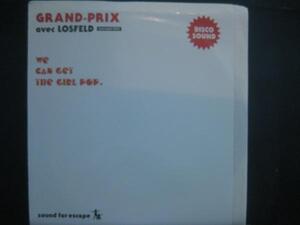 GRAND-PRIX
avec LOSFELD
DISCO
SOUND
WE
CAN GET
THE GIRL POP.
sound for escape